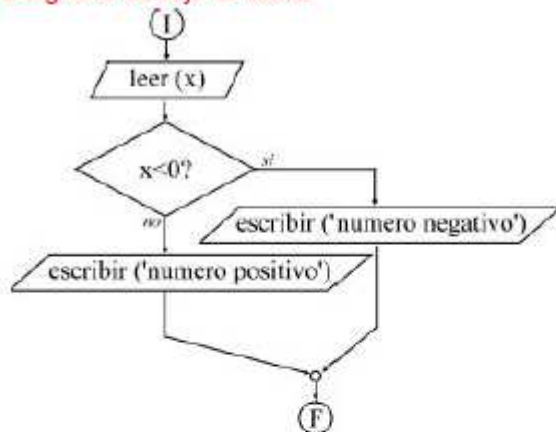 I
leer (x)
x<0?
si
escribir ('numero negativo')
no
escribir ('numero positivo')
F